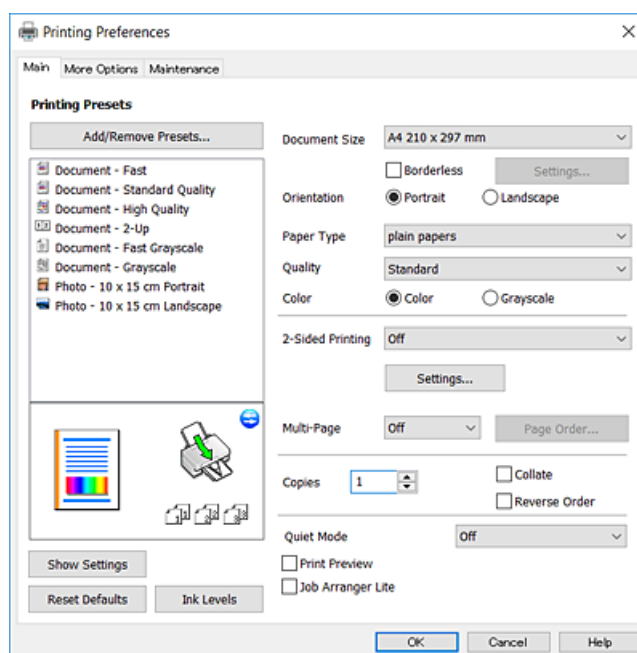 Printing Preferences
Main More Options Maintenance
Printing Presets
Add/Remove Presets...
Document - Fast
Document - Standard Quality
Document - High Quality
Document - 2-Up
Document - Fast Grayscale
Document - Grayscale
Photo - 10 x 15 cm Portrait
Photo - 10 x 15 cm Landscape
Show Settings
Reset Defaults Ink Levels
Document Size A4 210 x 297 mm
Borderless Settings...
Orientation Portrait Landscape
Paper Type plain papers
Quality Standard
Color Color Grayscale
2-Sided Printing Off
Settings...
Multi-Page Off Page Order...
Copies 1 Collate
Reverse Order
Quiet Mode Off
Print Preview
Job Arranger Lite
OK Cancel Help